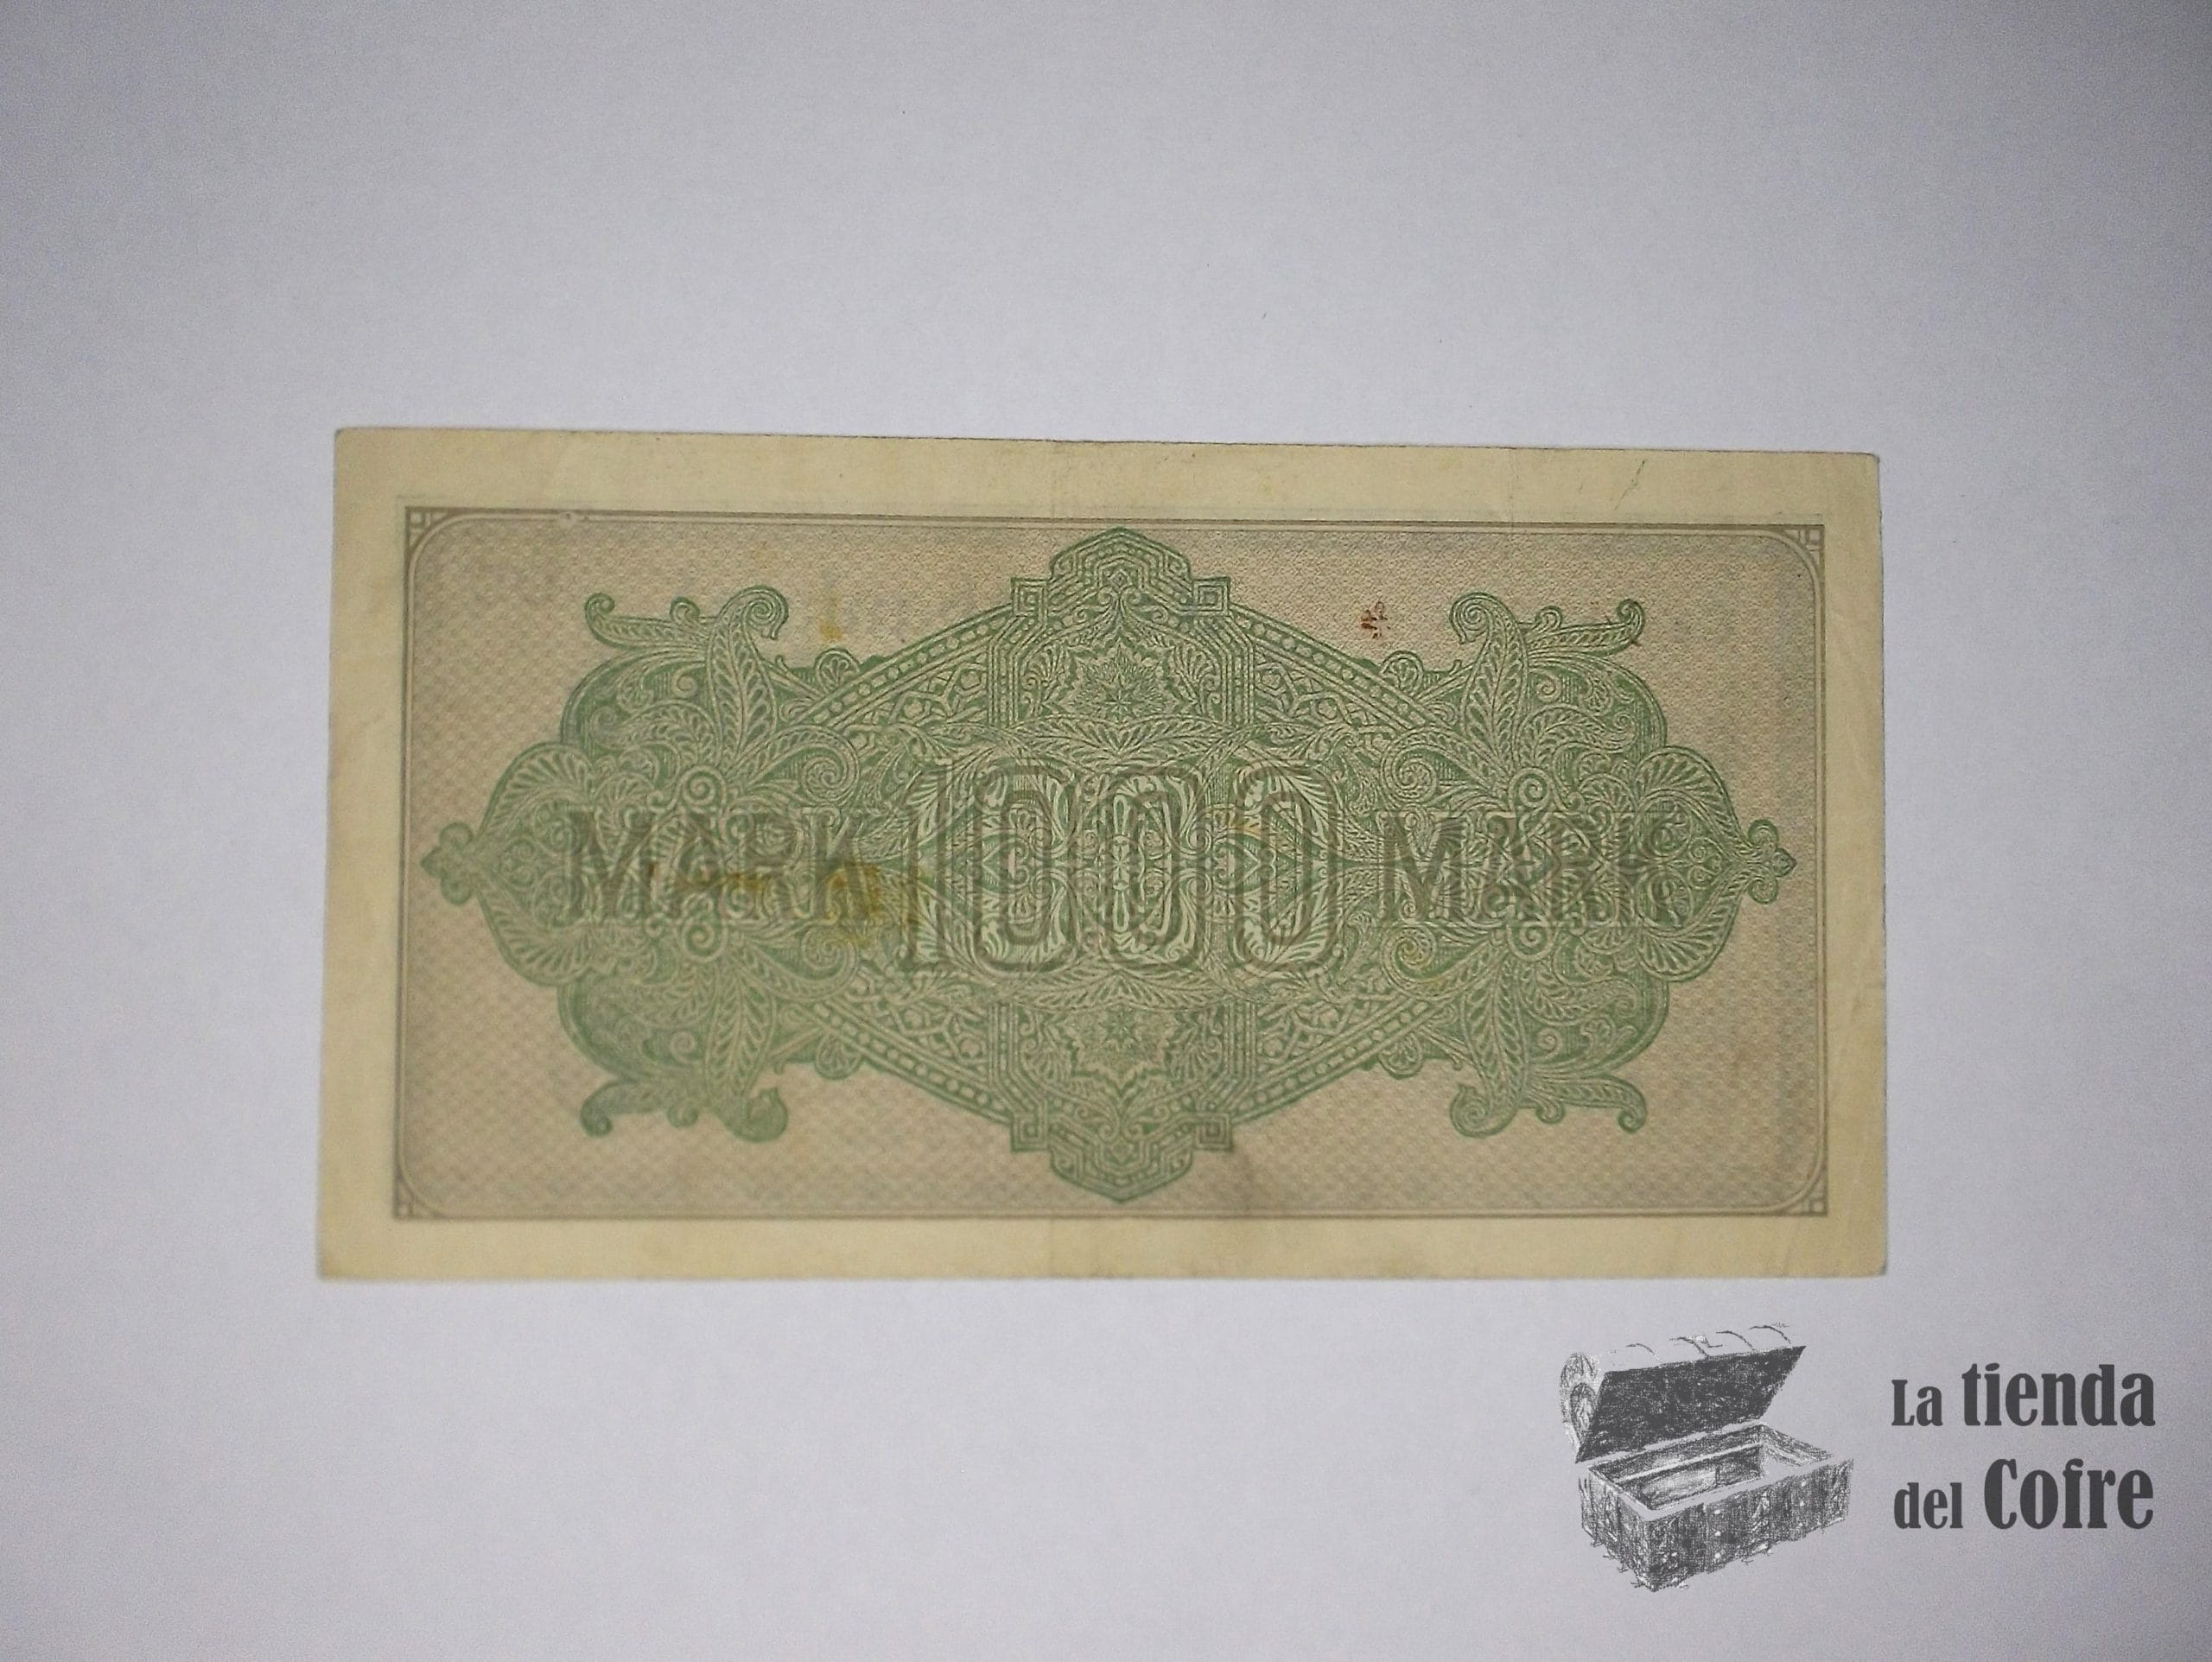 MARK 1000 MARK
La tienda
del Cofre